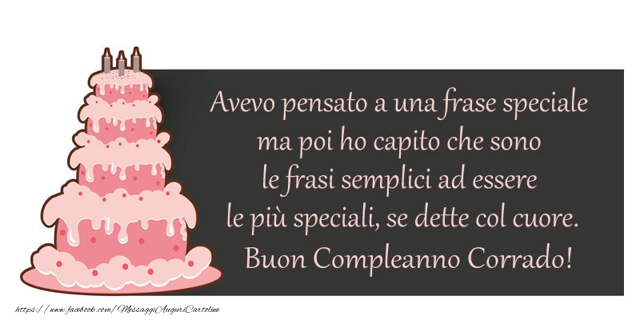 Avevo pensato a una frase speciale
ma poi ho capito che sono
le frasi semplici ad essere
le più speciali, se dette col cuore.
Buon Compleanno Corrado!
https://www.facebook.com/MessaggiAuguriCartoline